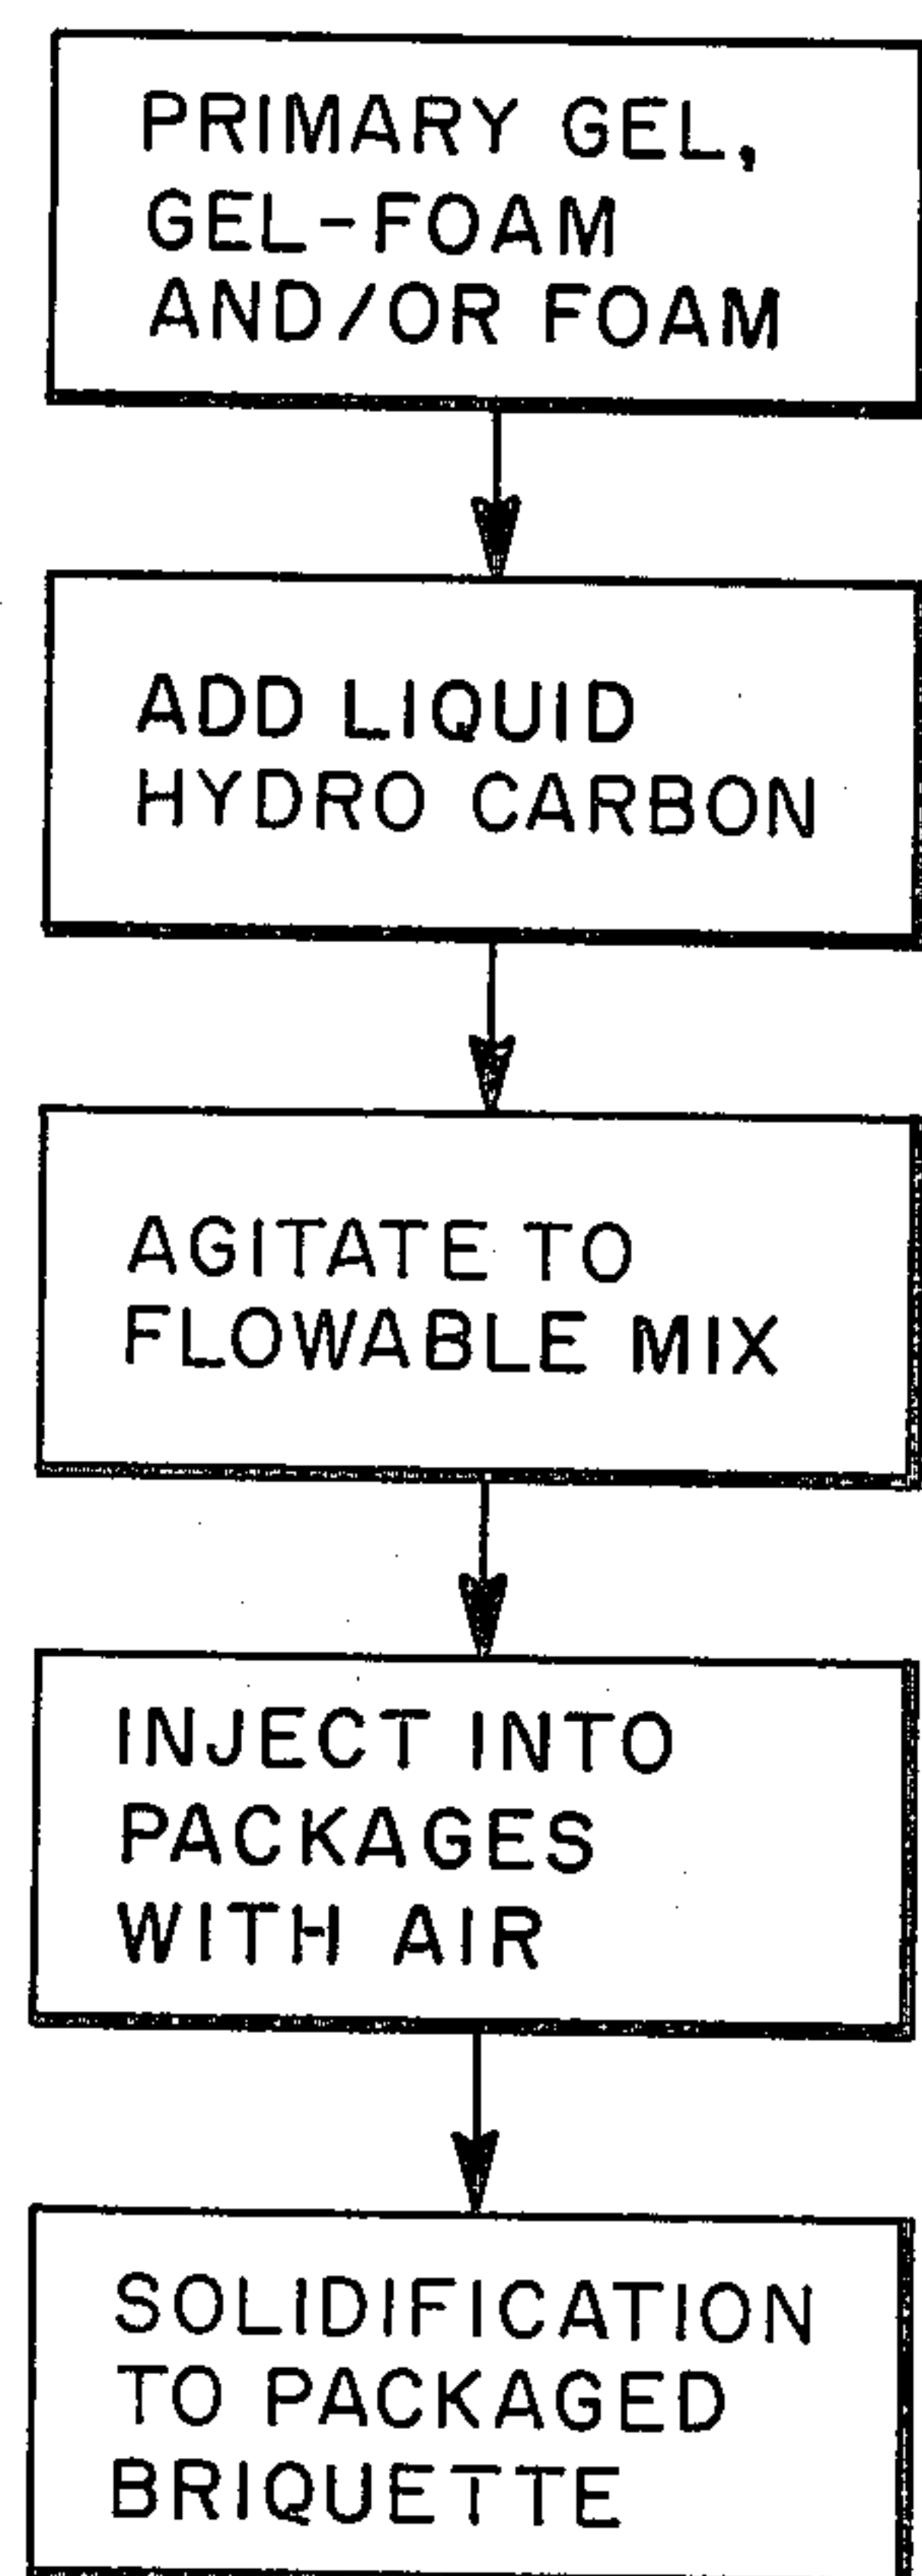 PRIMARY GEL,
GEL-FOAM
AND/OR FOAM
ADD LIQUID
HYDRO CARBON
AGITATE TO
FLOWABLE MIX
INJECT INTO
PACKAGES
WITH AIR
SOLIDIFICATION
TO PACKAGED
BRIQUETTE